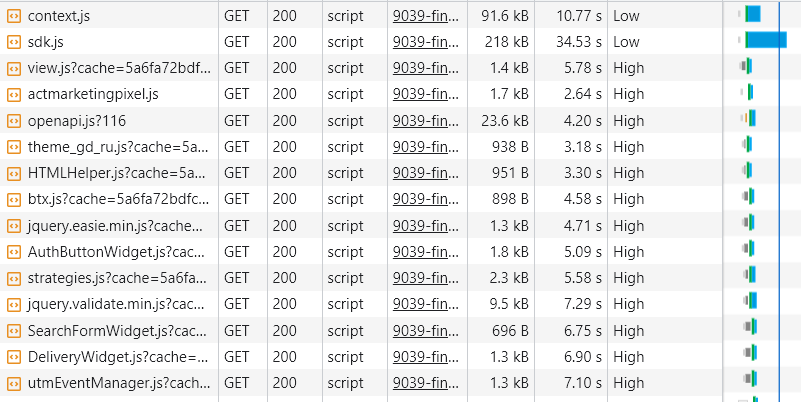 context.js GET 200 script 9039-fin... 91.6 kB 10.77 s Low
sdk.js GET 200 script 9039-fin... 218 kB 34.53 s Low
view.js?cache=5a6fa72bdf... GET 200 script 9039-fin... 1.4 kB 5.78 s High
actmarketingpixel.js GET 200 script 9039-fin... 1.7 kB 2.64 s High
openapi.js?116 GET 200 script 9039-fin... 23.6 kB 4.20 s High
theme_gd_ru.js?cache=5a... GET 200 script 9039-fin... 938 B 3.18 s High
HTMLHelper.js?cache=5a6... GET 200 script 9039-fin... 951 B 3.30 s High
btx.js?cache=5a6fa72bdfc... GET 200 script 9039-fin... 898 B 4.58 s High
jquery.easie.min.js?cache... GET 200 script 9039-fin... 1.3 kB 4.71 s High
AuthButtonWidget.js?cac... GET 200 script 9039-fin... 1.8 kB 5.09 s High
strategies.js?cache=5a6fa... GET 200 script 9039-fin... 2.3 kB 5.58 s High
jquery.validate.min.js?cac... GET 200 script 9039-fin... 9.5 kB 7.29 s High
SearchFormWidget.js?cac... GET 200 script 9039-fin... 696 B 6.75 s High
DeliveryWidget.js?cache=... GET 200 script 9039-fin... 1.3 kB 6.90 s High
utmEventManager.js?cach... GET 200 script 9039-fin... 1.3 kB 7.10 s High